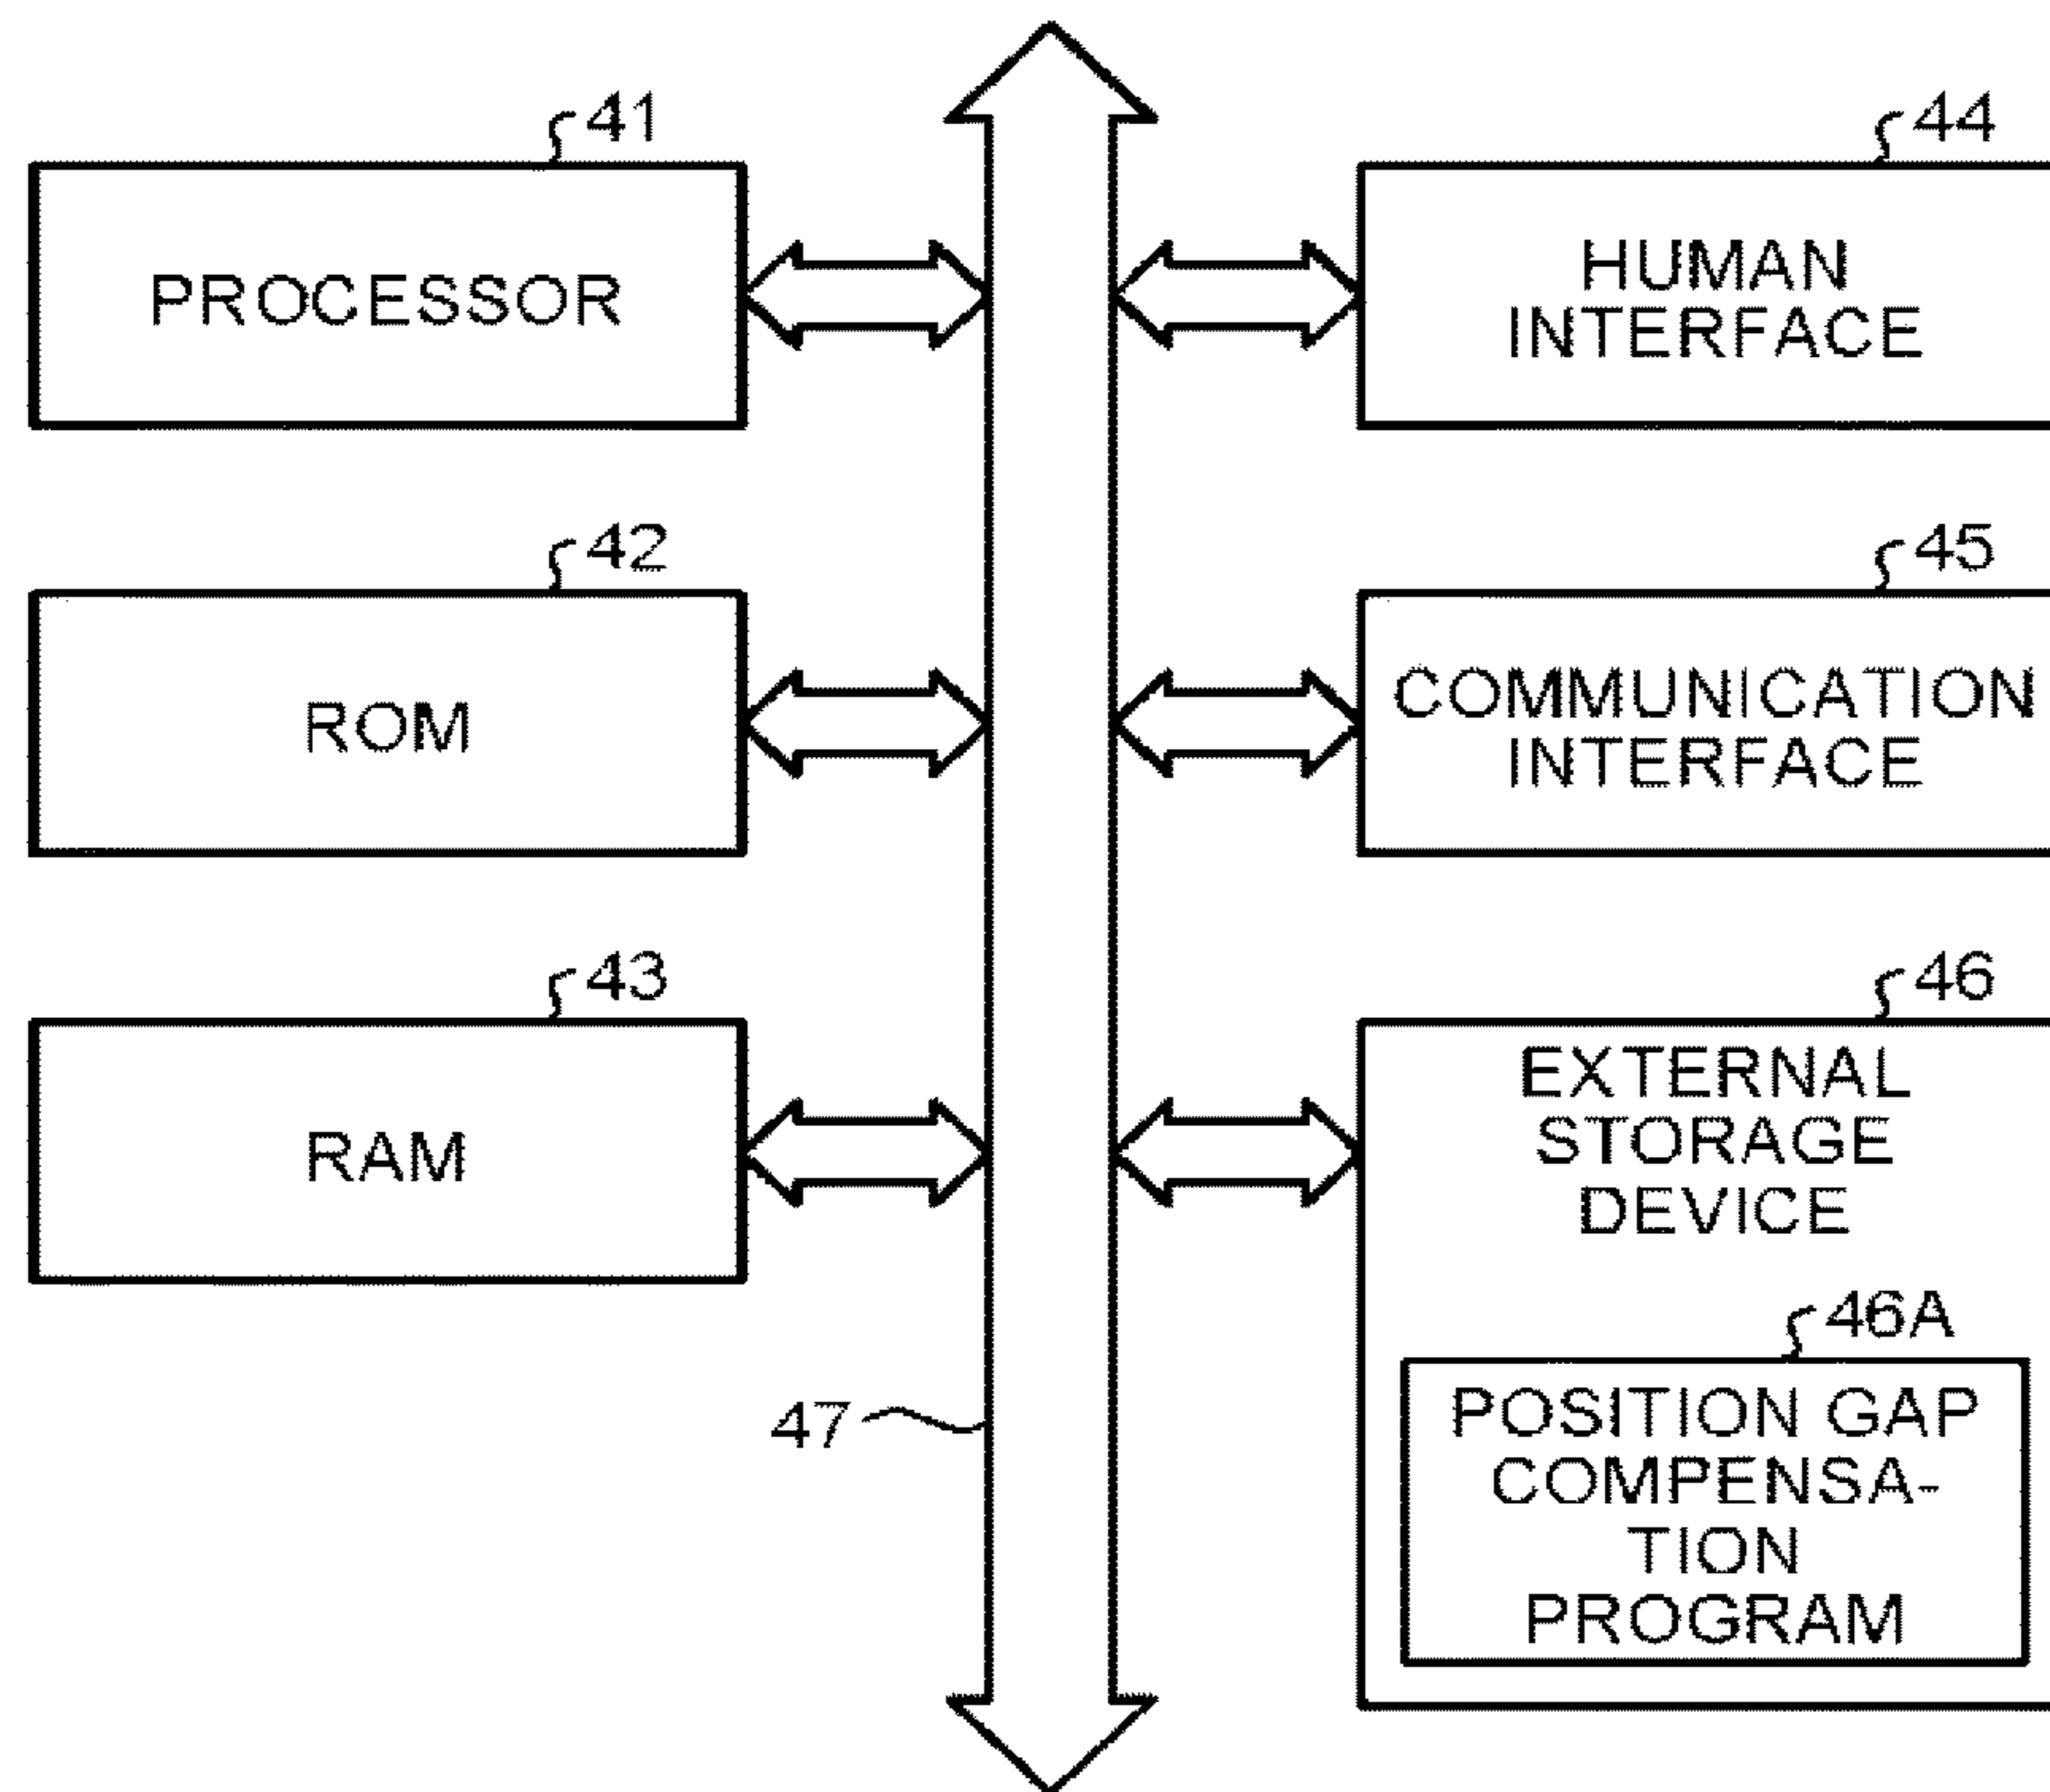 41
PROCESSOR
42
ROM
43
RAM
47
44
HUMAN
INTERFACE
45
COMMUNICATION
INTERFACE
46
EXTERNAL
STORAGE
DEVICE
46A
POSITION GAP
COMPENSA-
TION
PROGRAM